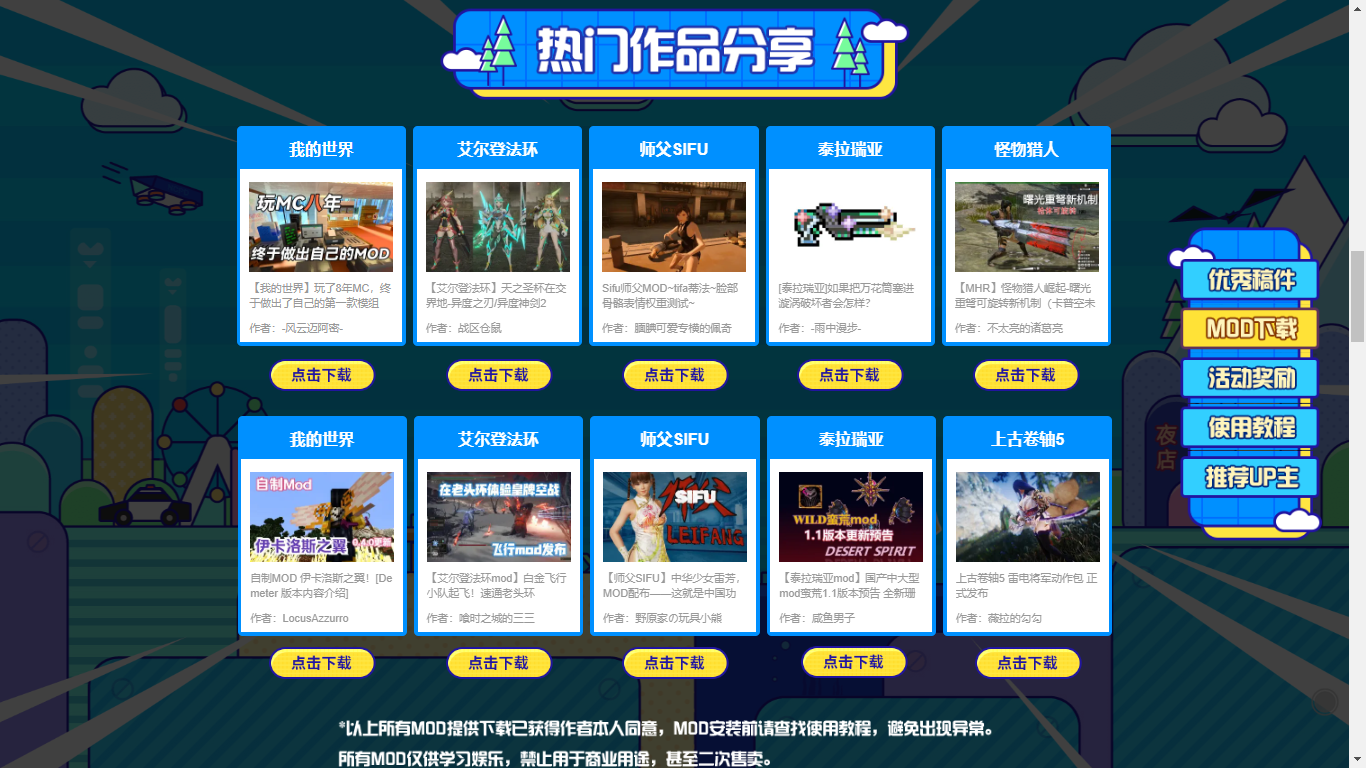 热门作品分享
我的世界
艾尔登法环
师父SIFU
泰拉瑞亚
怪物猎人
玩MC八年
终于做出自己的MOD
曙光重弩新机制
【我的世界】玩了8年MC，终
于做出了自己的第一款模组
作者：-风云迈阿密-
【艾尔登法环】天之圣杯在交
界地-异度之刃/异度神剑2
作者：战区仓鼠
Sifu师父MOD~tifa蒂法~脸部
骨骼表情权重测试~
作者：腼腆可爱专横的佩奇
[泰拉瑞亚]如果把万花筒塞进
漩涡破坏者会怎样？
作者：-雨中漫步-
【MHR】怪物猎人崛起-曙光
重弩可旋转新机制（卡普空未
作者：不太亮的诸葛亮
点击下载
点击下载
点击下载
点击下载
点击下载
优秀稿件
MOD下载
活动奖励
使用教程
推荐UP主
夜店
我的世界
艾尔登法环
师父SIFU
泰拉瑞亚
上古卷轴5
自制Mod
伊卡洛斯之翼
0.4.0更新
在老头环体验皇牌空战
飞行mod发布
师父
SIFU
LEIFANG
WILD蛮荒mod
1.1版本更新预告
DESERT SPIRIT
自制MOD 伊卡洛斯之翼！[De
meter 版本内容介绍]
作者：LocusAzzurro
【艾尔登法环mod】白金飞行
小队起飞！速通老头环
作者：喰时之城的三三
【师父SIFU】中华少女雷芳，
MOD配布——这就是中国功
作者：野原家の玩具小熊
【泰拉瑞亚mod】国产中大型
mod蛮荒1.1版本预告 全新珊
作者：咸鱼男子
上古卷轴5 雷电将军动作包 正
式发布
作者：薇拉的勾勾
点击下载
点击下载
点击下载
点击下载
点击下载
*以上所有MOD提供下载已获得作者本人同意，MOD安装前请查找使用教程，避免出现异常。
所有MOD仅供学习娱乐，禁止用于商业用途，甚至二次售卖。